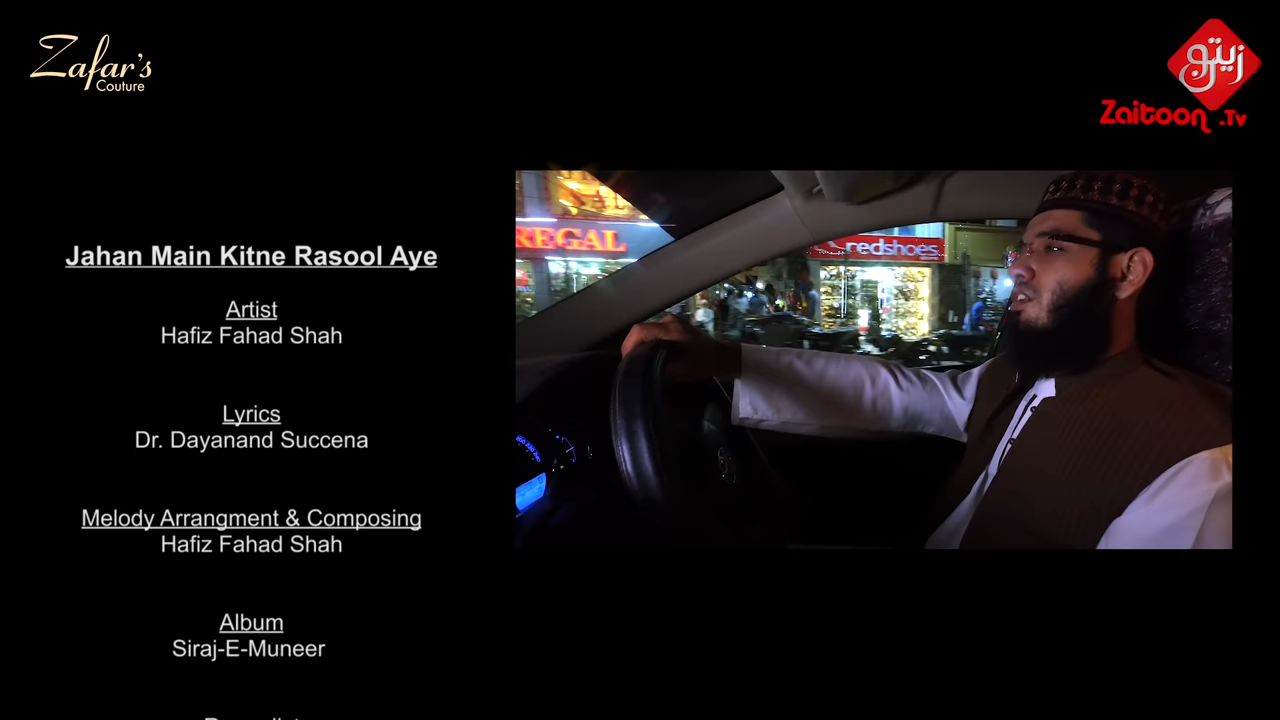 Zafar's
Couture
زيتون
Zaitoon.Tv
Jahan Main Kitne Rasool Aye
Artist
Hafiz Fahad Shah
Lyrics
Dr. Dayanand Succena
Melody Arrangment & Composing
Hafiz Fahad Shah
Album
Siraj-E-Muneer
REGAL
redshoes